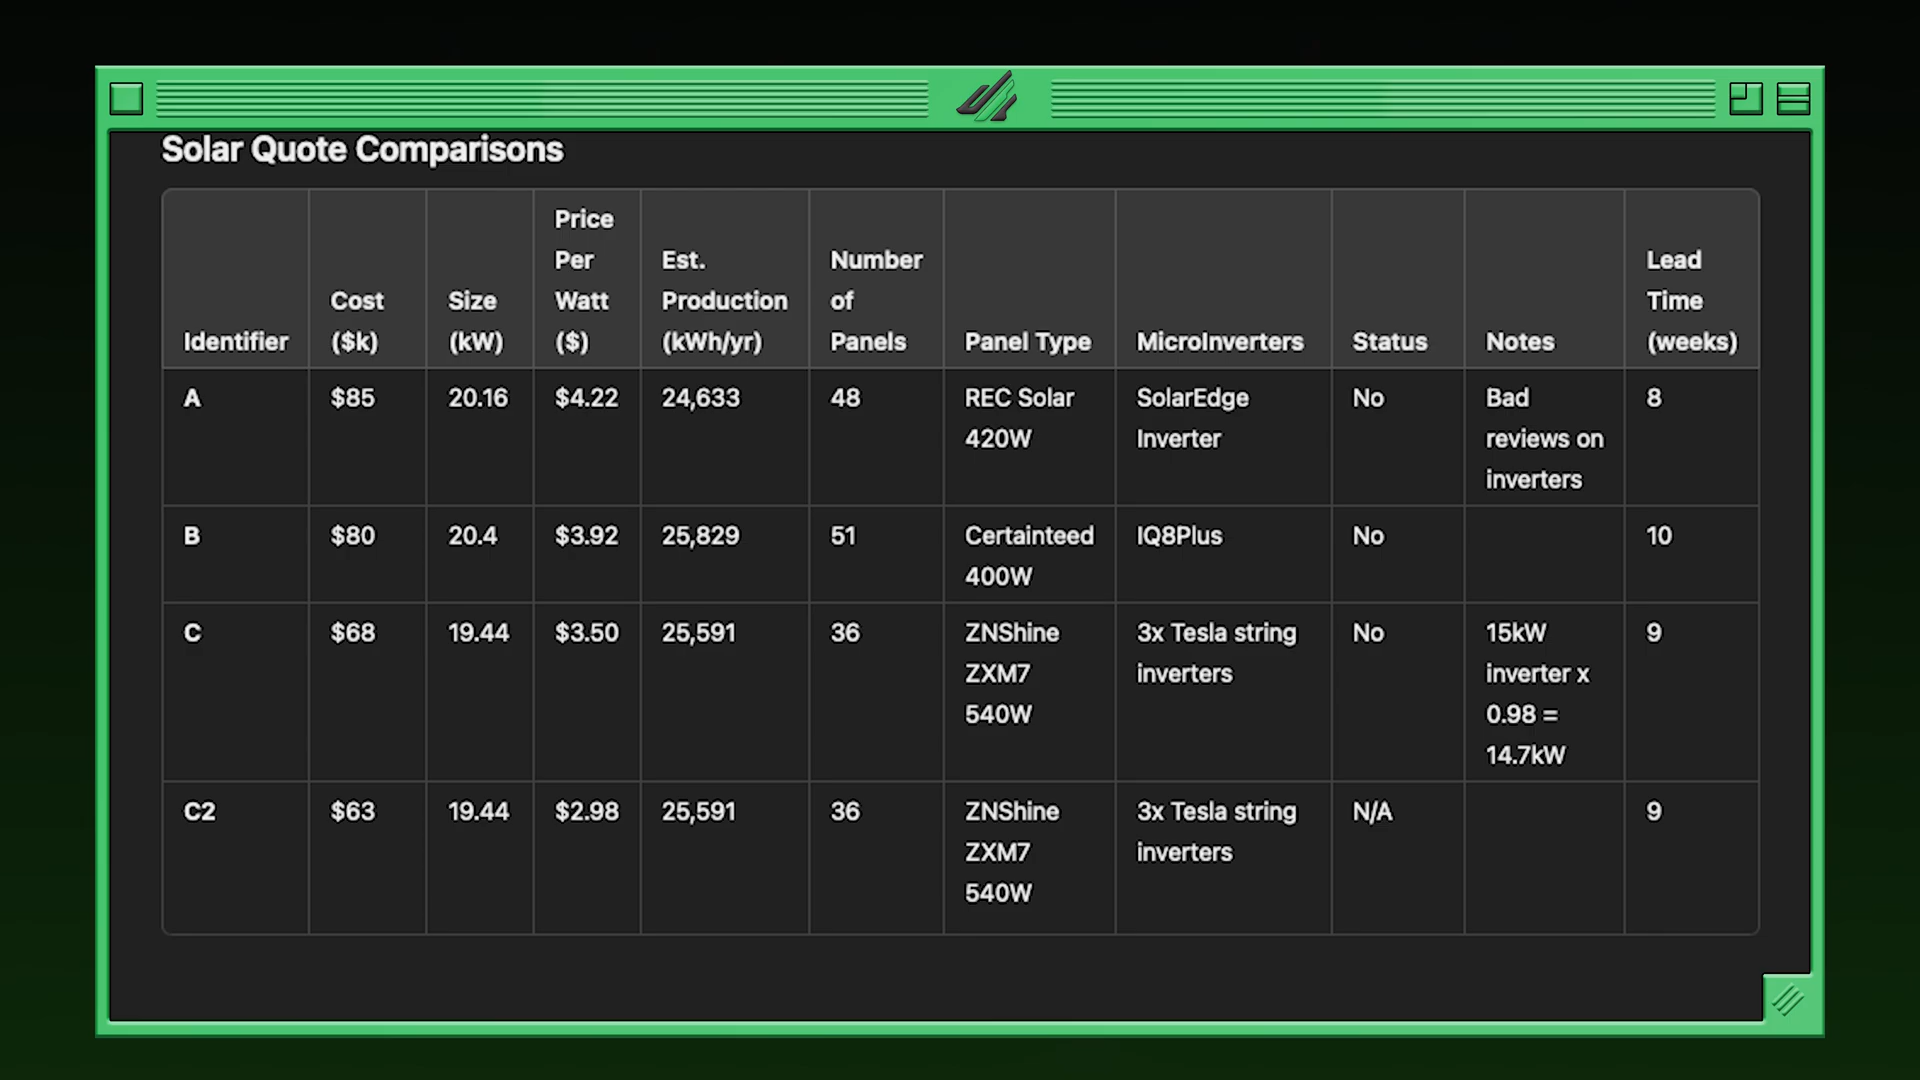 Solar Quote Comparisons
Identifier
Cost
($k)
Size
(kW)
Price
Per
Watt
($)
Est.
Production
(kWh/yr)
Number
of
Panels
Panel Type
MicroInverters
Status
Notes
Lead
Time
(weeks)
A
$85
20.16
$4.22
24,633
48
REC Solar
420W
SolarEdge
Inverter
No
Bad
reviews on
inverters
8
B
$80
20.4
$3.92
25,829
51
Certainteed
400W
IQ8Plus
No
10
C
$68
19.44
$3.50
25,591
36
ZNShine
ZXM7
540W
3x Tesla string
inverters
No
15kW
inverter x
0.98 =
14.7kW
9
C2
$63
19.44
$2.98
25,591
36
ZNShine
ZXM7
540W
3x Tesla string
inverters
N/A
9